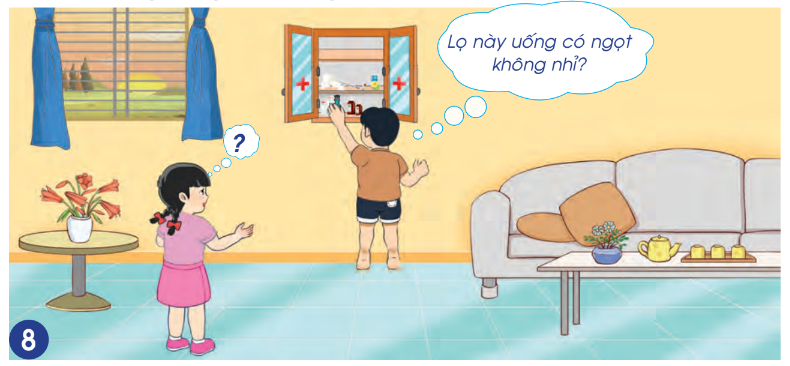 Lọ này uống có ngọt
không nhỉ?
?
8